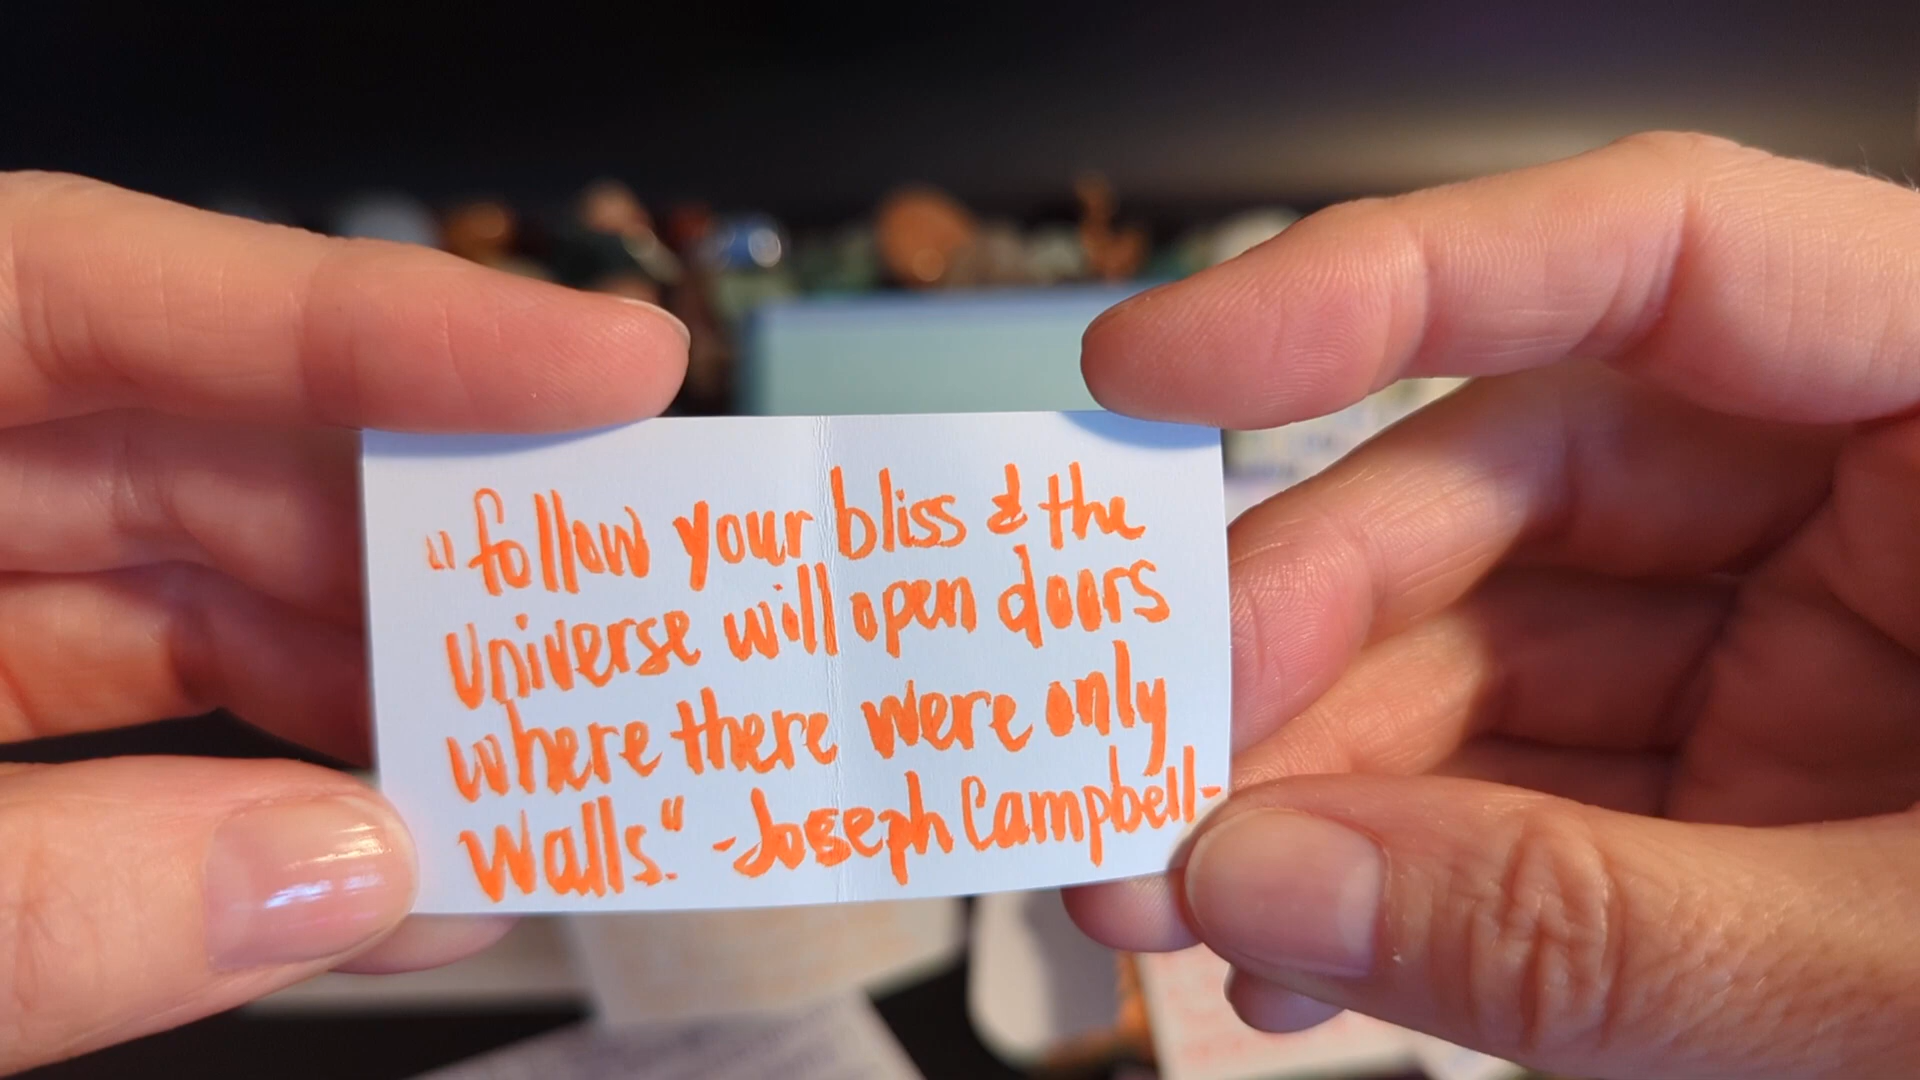 "follow your bliss & the
Universe will open doors
where there were only
Walls." -Joseph Campbell-